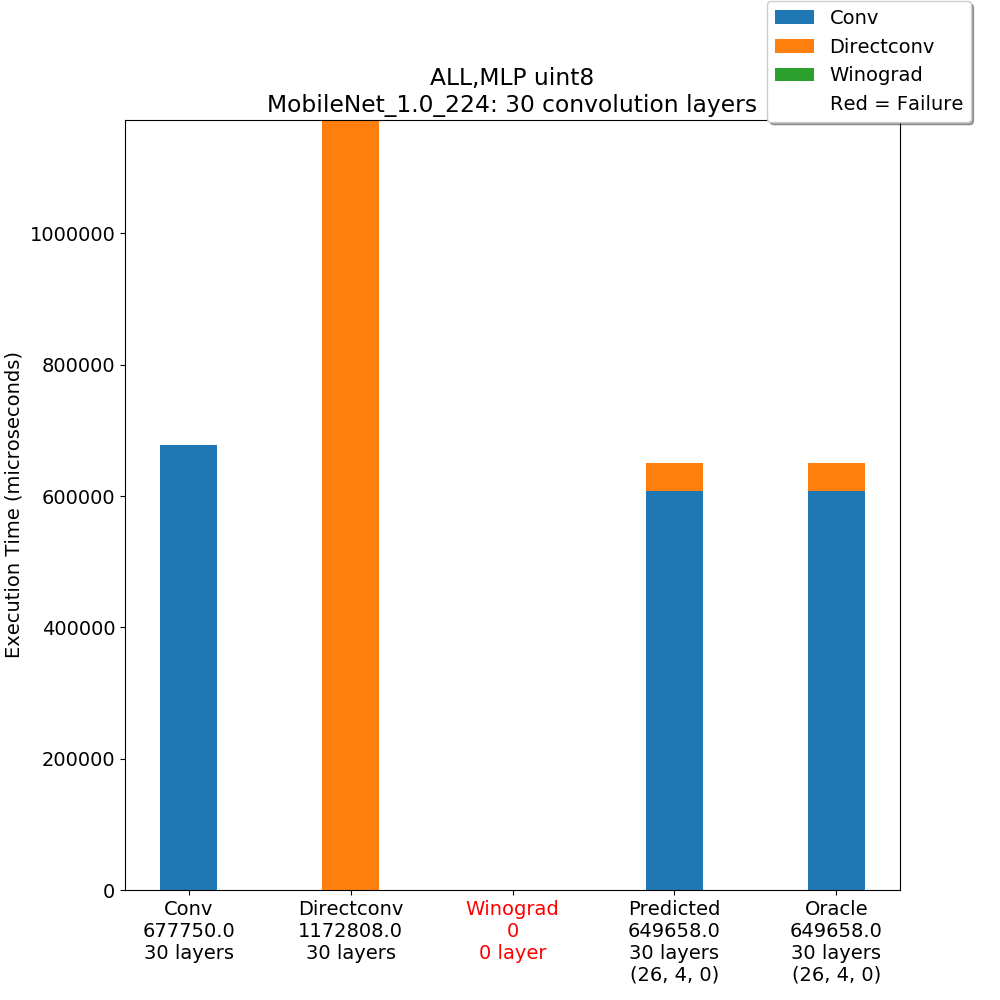 Conv
Directconv
Winograd
Red = Failure
ALL,MLP uint8
MobileNet_1.0_224: 30 convolution layers
Execution Time (microseconds)
1000000
800000
600000
400000
200000
0
Conv
677750.0
30 layers
Directconv
1172808.0
30 layers
Winograd
0
0 layer
Predicted
649658.0
30 layers
(26, 4, 0)
Oracle
649658.0
30 layers
(26, 4, 0)